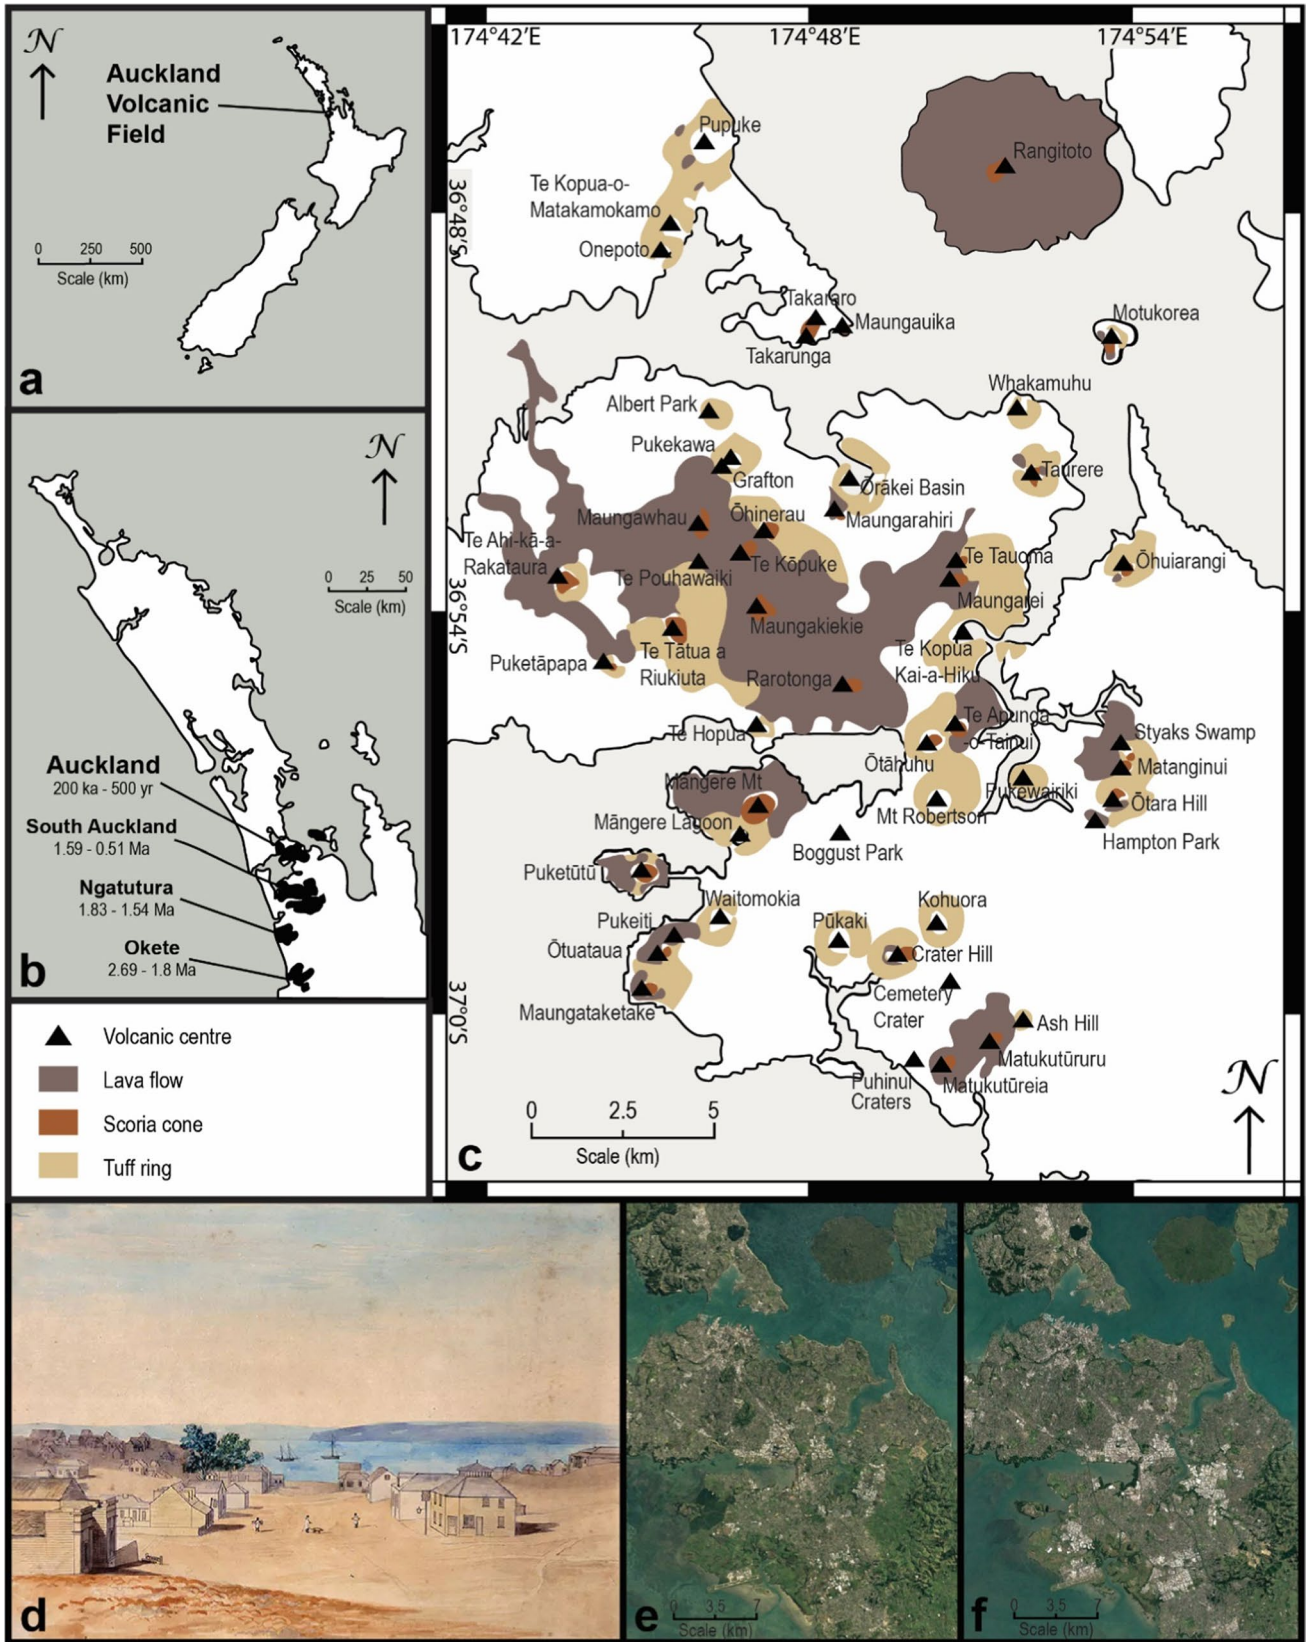 N
Auckland
Volcanic
Field
0 250 500
Scale (km)
a
N
0 25 50
Scale (km)
Auckland
200 ka - 500 yr
South Auckland
1.59 - 0.51 Ma
Ngatutura
1.83 - 1.54 Ma
Okete
2.69 - 1.8 Ma
b
Volcanic centre
Lava flow
Scoria cone
Tuff ring
174°42'E
174°48'E
174°54'E
36°48'S
36°54'S
37°0'S
Pupuke
Rangitoto
Te Kopua-o-
Matakamokamo
Onepoto
Takararo
Maungauika
Takarunga
Motukorea
Whakamuhu
Albert Park
Pukekawa
Grafton
Ōrākei Basin
Taurere
Maungawhau
Ōhinerau
Maungarahiri
Te Ahi-kā-a-
Rakataura
Te Pouhawaiki
Te Kōpuke
Te Tauoma
Ōhuiarangi
Maungarei
Maungakiekie
Te Tātua a
Riukiuta
Te Kopua
Kai-a-Hiku
Puketāpapa
Rarotonga
Te Hopua
Te Apunga
-o-Tainui
Ōtāhuhu
Styaks Swamp
Matanginui
Pukewairiki
Ōtara Hill
Hampton Park
Māngere Mt
Mt Robertson
Māngere Lagoon
Boggust Park
Puketūtū
Waitomokia
Kohuora
Pukeiti
Pūkaki
Ōtuataua
Crater Hill
Cemetery
Crater
Maungataketake
Ash Hill
Matukutūruru
Puhinui
Craters
Matukutūreia
0 2.5 5
Scale (km)
N
c
d
e
0 3.5 7
Scale (km)
f
0 3.5 7
Scale (km)